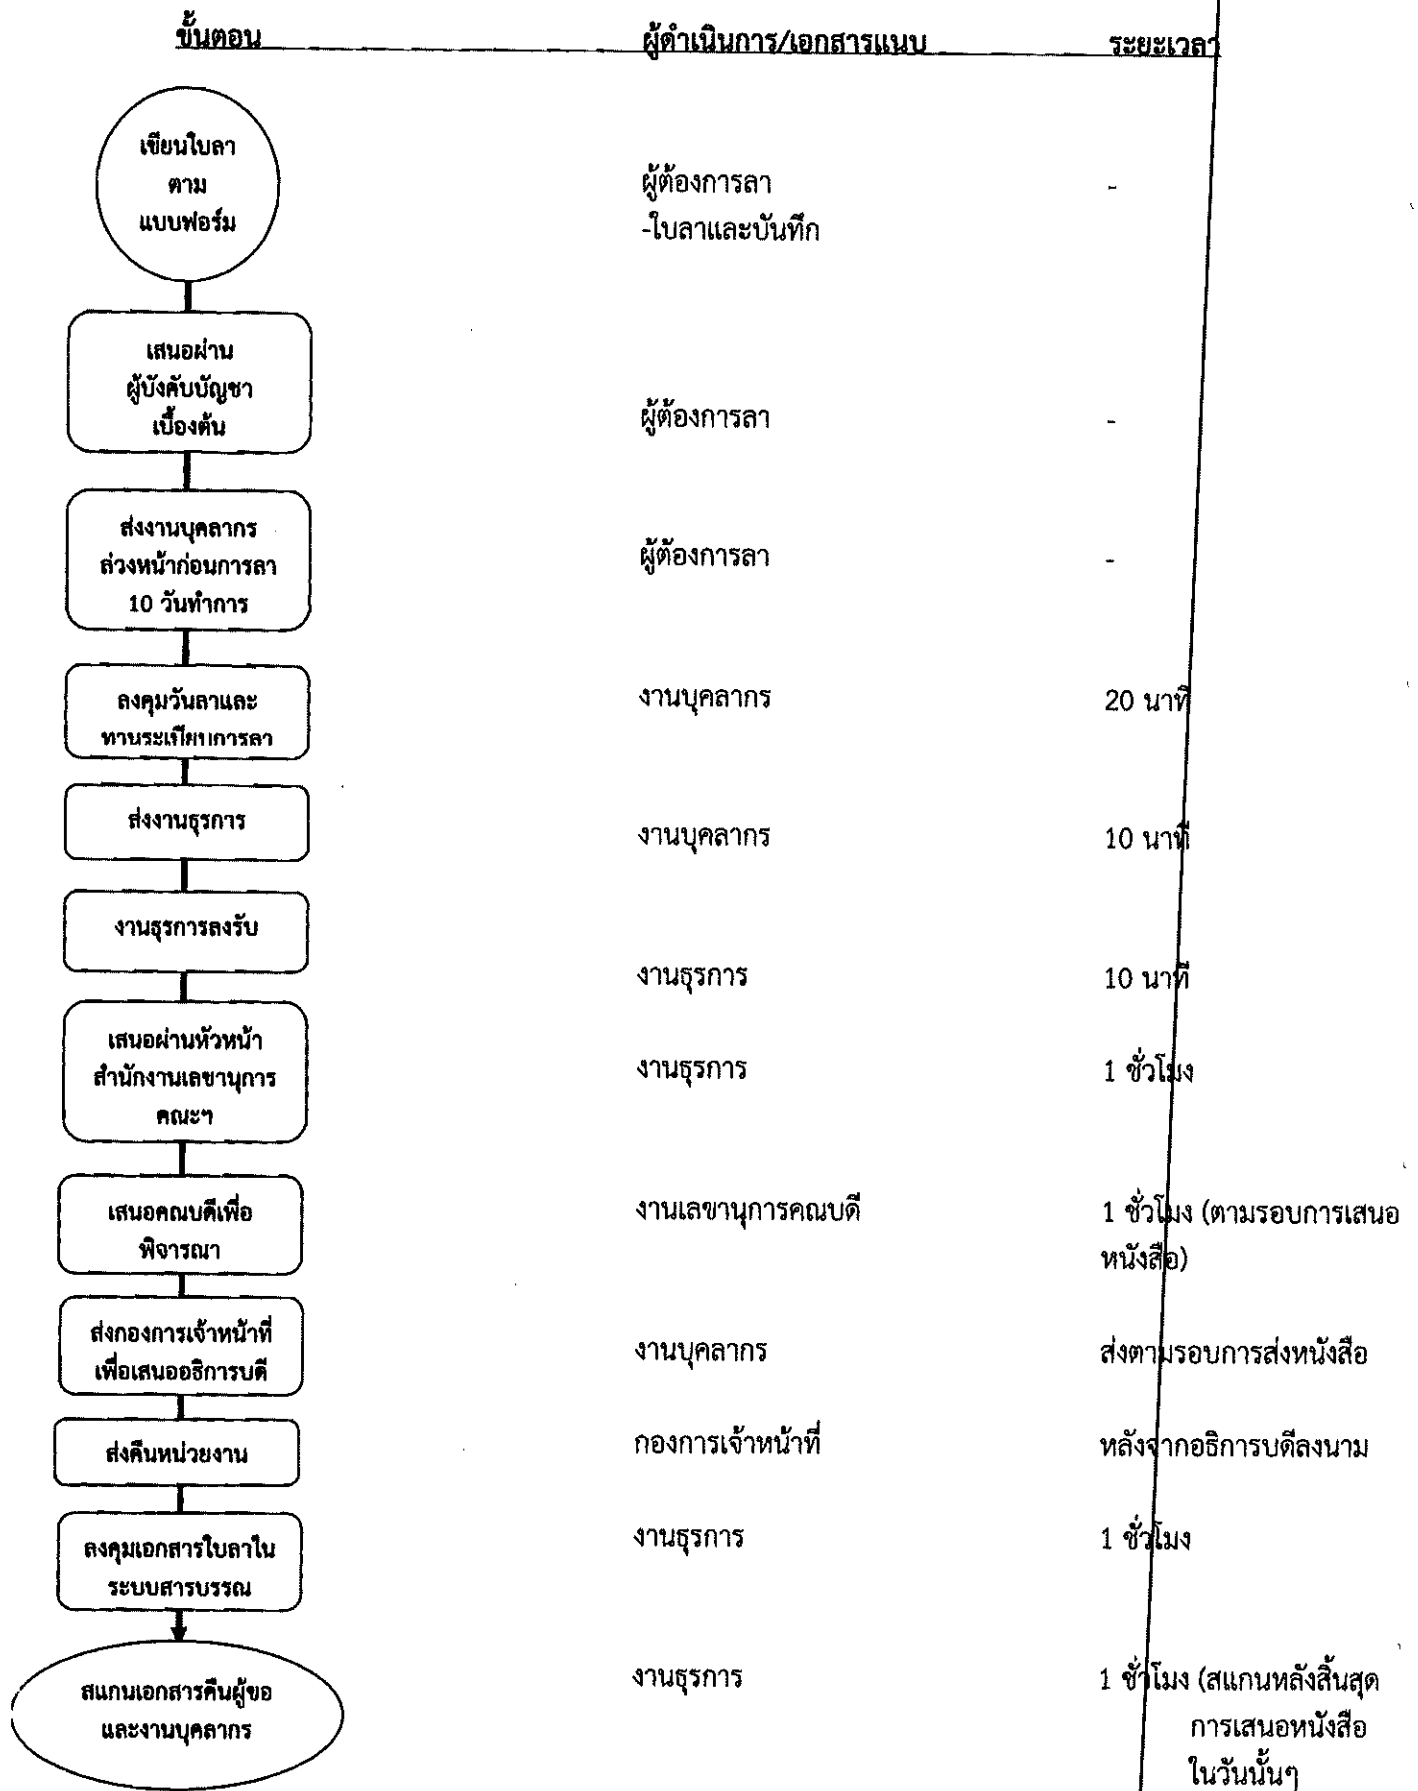 ขั้นตอน ผู้ดำเนินการ/เอกสารแนบ ระยะเวลา
เขียนใบลา
ตาม
แบบฟอร์ม
ผู้ต้องการลา -
-ใบลาและบันทึก
เสนอผ่าน
ผู้บังคับบัญชา
เบื้องต้น
ผู้ต้องการลา -
ส่งงานบุคลากร
ล่วงหน้าก่อนการลา
10 วันทำการ
ผู้ต้องการลา -
ลงคุมวันลาและ
ทานระเบียบการลา
งานบุคลากร 20 นาที
ส่งงานธุรการ
งานบุคลากร 10 นาที
งานธุรการลงรับ
งานธุรการ 10 นาที
เสนอผ่านหัวหน้า
สำนักงานเลขานุการ
คณะฯ
งานธุรการ 1 ชั่วโมง
เสนอคณบดีเพื่อ
พิจารณา
งานเลขานุการคณบดี 1 ชั่วโมง (ตามรอบการเสนอ
หนังสือ)
ส่งกองการเจ้าหน้าที่
เพื่อเสนออธิการบดี
งานบุคลากร ส่งตามรอบการส่งหนังสือ
ส่งคืนหน่วยงาน
กองการเจ้าหน้าที่ หลังจากอธิการบดีลงนาม
ลงคุมเอกสารใบลาใน
ระบบสารบรรณ
งานธุรการ 1 ชั่วโมง
สแกนเอกสารคืนผู้ขอ
และงานบุคลากร
งานธุรการ 1 ชั่วโมง (สแกนหลังสิ้นสุด
การเสนอหนังสือ
ในวันนั้นๆ